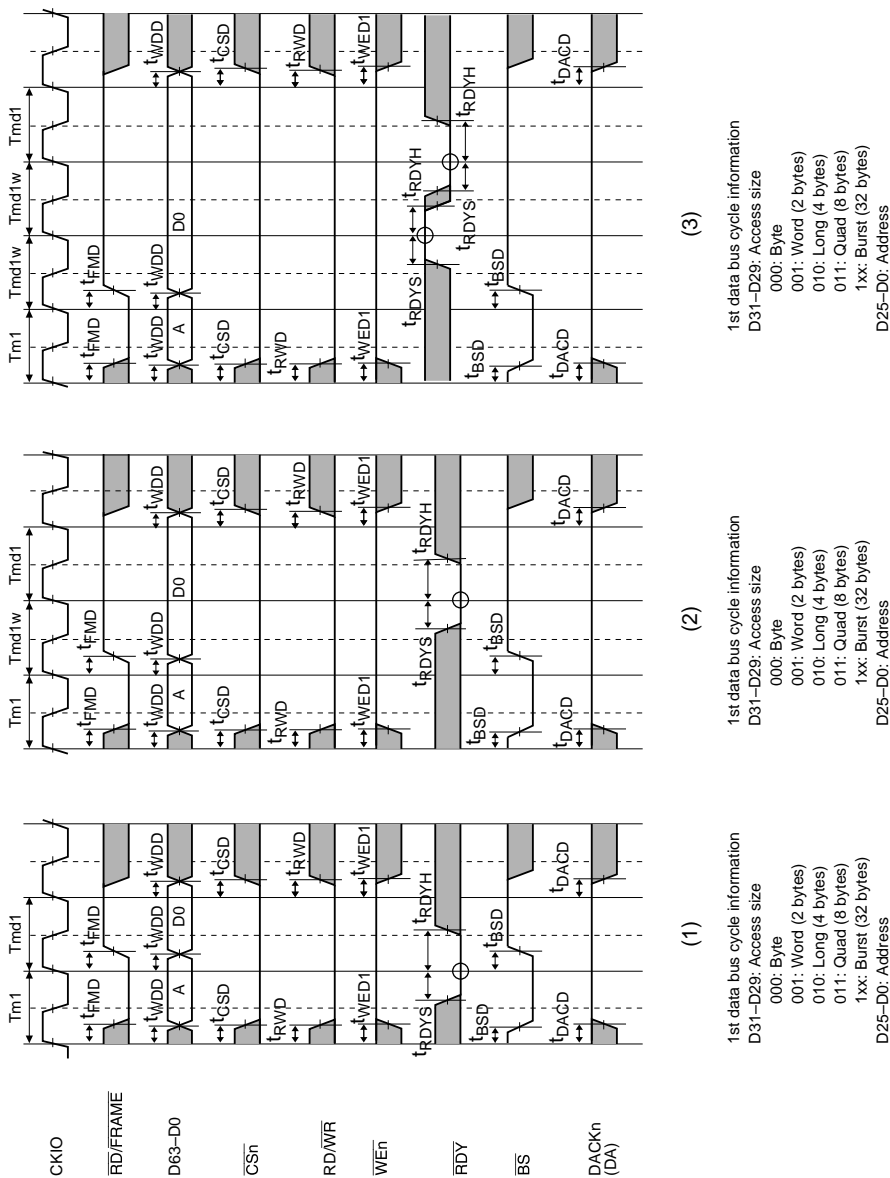 CKIO
RD/FRAME
D63–D0
CSn
RD/WR
WEn
RDY
BS
DACKn
(DA)
Tm1 Tmd1
tFMD tFMD
tWDD tWDD tWDD
A D0
tCSD tCSD
tRWD tRWD
tWED1 tWED1
tRDYS tRDYH
tBSD tBSD
tDACD tDACD
(1)
1st data bus cycle information
D31–D29: Access size
000: Byte
001: Word (2 bytes)
010: Long (4 bytes)
011: Quad (8 bytes)
1xx: Burst (32 bytes)
D25–D0: Address
Tm1 Tmd1w Tmd1
tFMD tFMD
tWDD tWDD tWDD
A D0
tCSD tCSD
tRWD tRWD
tWED1 tWED1
tRDYS tRDYH
tBSD tBSD
tDACD tDACD
(2)
1st data bus cycle information
D31–D29: Access size
000: Byte
001: Word (2 bytes)
010: Long (4 bytes)
011: Quad (8 bytes)
1xx: Burst (32 bytes)
D25–D0: Address
Tm1 Tmd1w Tmd1w Tmd1
tFMD tFMD
tWDD tWDD tWDD
A D0
tCSD tCSD
tRWD tRWD
tWED1 tWED1
tRDYS tRDYH
tRDYS tRDYH
tBSD tBSD
tDACD tDACD
(3)
1st data bus cycle information
D31–D29: Access size
000: Byte
001: Word (2 bytes)
010: Long (4 bytes)
011: Quad (8 bytes)
1xx: Burst (32 bytes)
D25–D0: Address